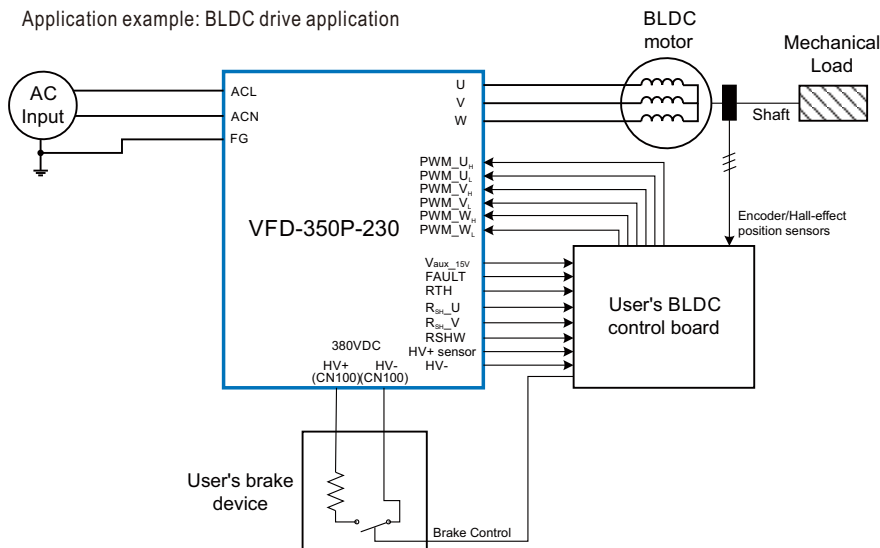 Application example: BLDC drive application
BLDC
motor
Mechanical
Load
AC
Input
ACL
ACN
FG
U
V
W
Shaft
PWM_UH
PWM_UL
PWM_VH
PWM_VL
PWM_WH
PWM_WL
VFD-350P-230
Encoder/Hall-effect
position sensors
Vaux_15V
FAULT
RTH
RSH_U
RSH_V
RSHW
HV+ sensor
HV-
User's BLDC
control board
380VDC
HV+ HV-
(CN100)(CN100)
User's brake
device
Brake Control